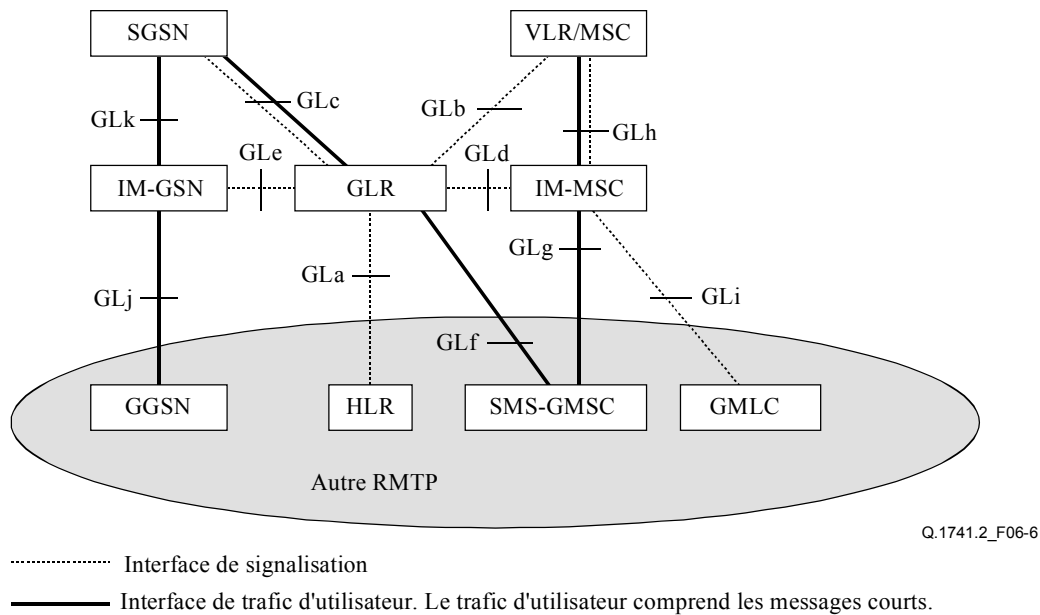 SGSN
VLR/MSC
GLc
GLb
GLk
GLh
GLe
GLd
IM-GSN
GLR
IM-MSC
GLg
GLa
GLj
GLi
GLf
GGSN
HLR
SMS-GMSC
GMLC
Autre RMTP
Q.1741.2_F06-6
Interface de signalisation
Interface de trafic d'utilisateur. Le trafic d'utilisateur comprend les messages courts.